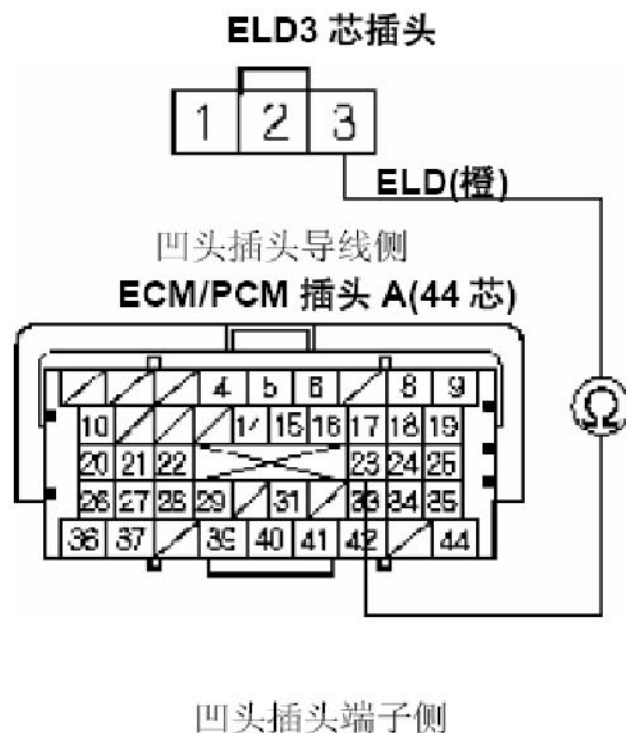 ELD3 芯插头
1 2 3
ELD(橙)
凹头插头导线侧
ECM/PCM 插头 A(44 芯)
4 5 6 8 9
10 14 15 16 17 18 19
20 21 22 23 24 25
Ω
26 27 28 29 31 33 34 35
36 37 39 40 41 42 44
凹头插头端子侧